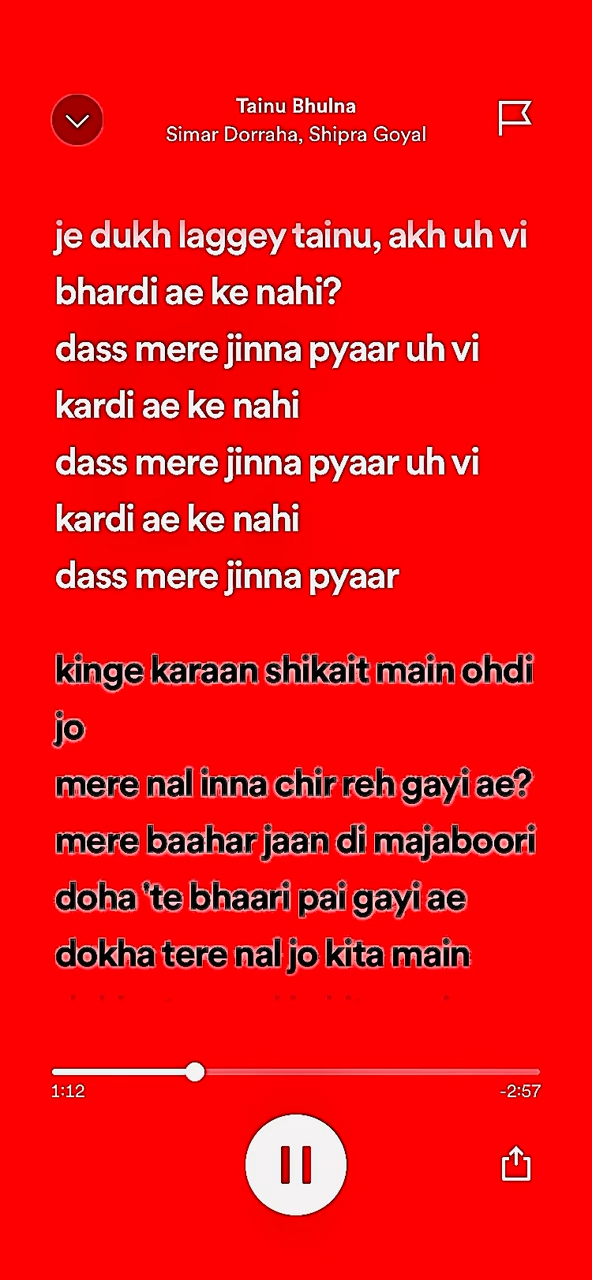 Tainu Bhulna
Simar Dorraha, Shipra Goyal
je dukh laggey tainu, akh uh vi
bhardi ae ke nahi?
dass mere jinna pyaar uh vi
kardi ae ke nahi
dass mere jinna pyaar uh vi
kardi ae ke nahi
dass mere jinna pyaar
kinge karaan shikait main ohdi
jo
mere nal inna chir reh gayi ae?
mere baahar jaan di majaboori
doha 'te bhaari pai gayi ae
dokha tere nal jo kita main
1:12
-2:57